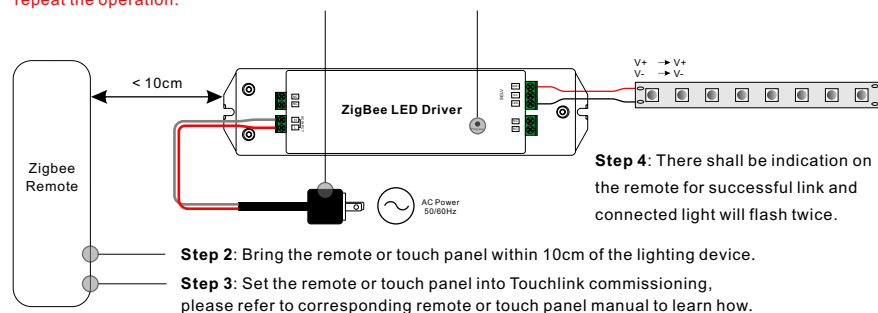 repeat the operation.
< 10cm
V+ → V+
V- → V-
SELV
ZigBee LED Driver
Zigbee
Remote
AC Power
50/60Hz
Step 4: There shall be indication on
the remote for successful link and
connected light will flash twice.
Step 2: Bring the remote or touch panel within 10cm of the lighting device.
Step 3: Set the remote or touch panel into Touchlink commissioning,
please refer to corresponding remote or touch panel manual to learn how.